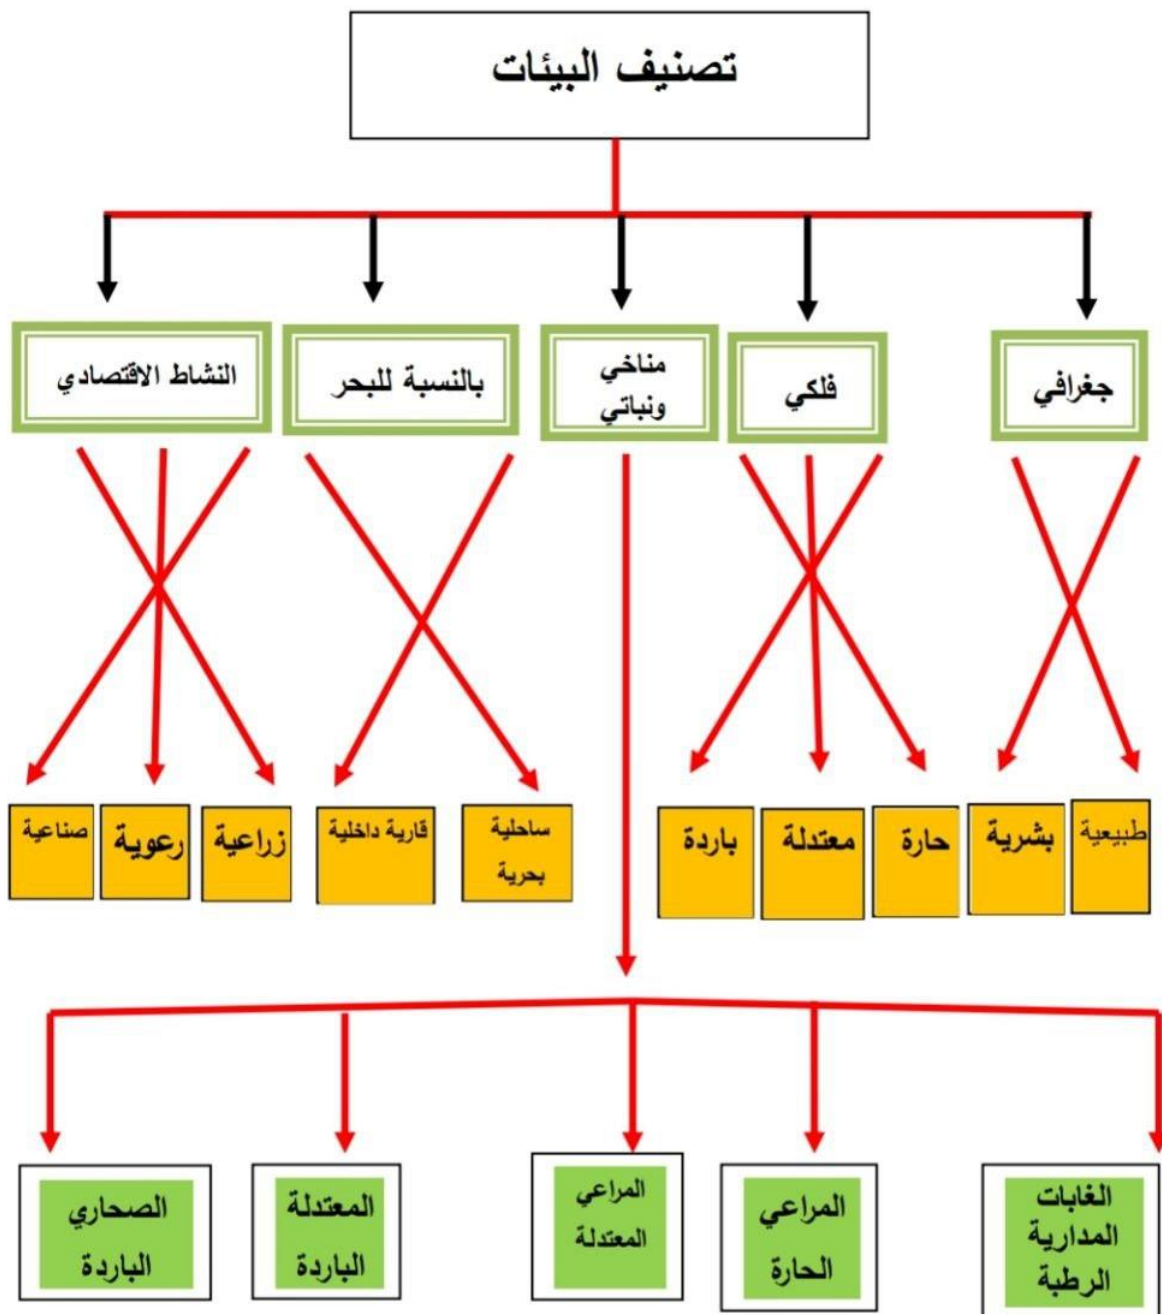 تصنيف البيئات
جغرافي
فلكي
مناخي
ونباتي
بالنسبة للبحر
النشاط الاقتصادي
طبيعية
بشرية
حارة
معتدلة
باردة
ساحلية
بحرية
قارية داخلية
زراعية
رعوية
صناعية
الغابات
المدارية
الرطبة
المراعي
الحارة
المراعي
المعتدلة
المعتدلة
الباردة
الصحاري
الباردة